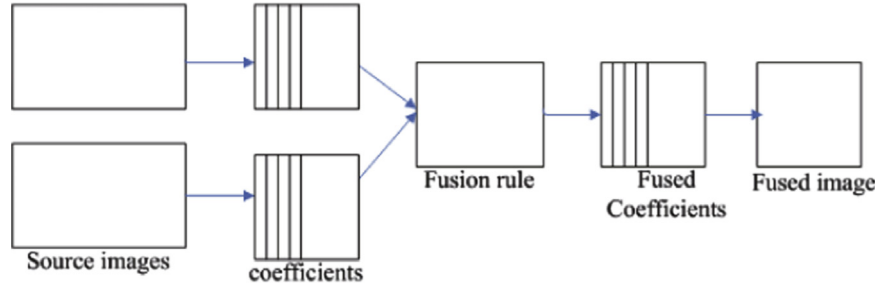 Source images
coefficients
Fusion rule
Fused
Coefficients
Fused image